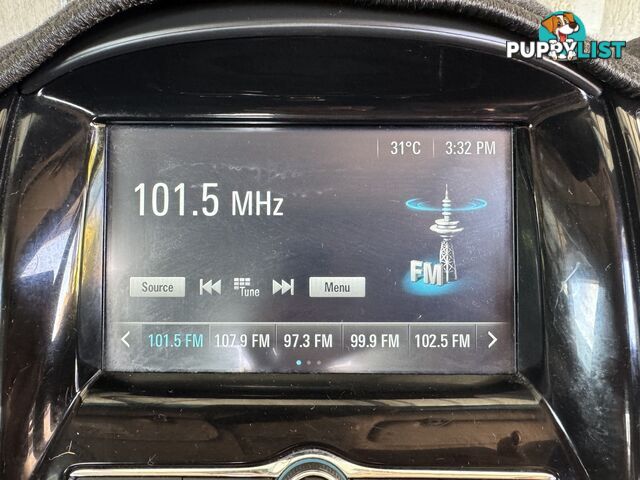 PUPPYLIST
31°C 3:32 PM
101.5 MHz
FM
Source Tune Menu
101.5 FM 107.9 FM 97.3 FM 99.9 FM 102.5 FM